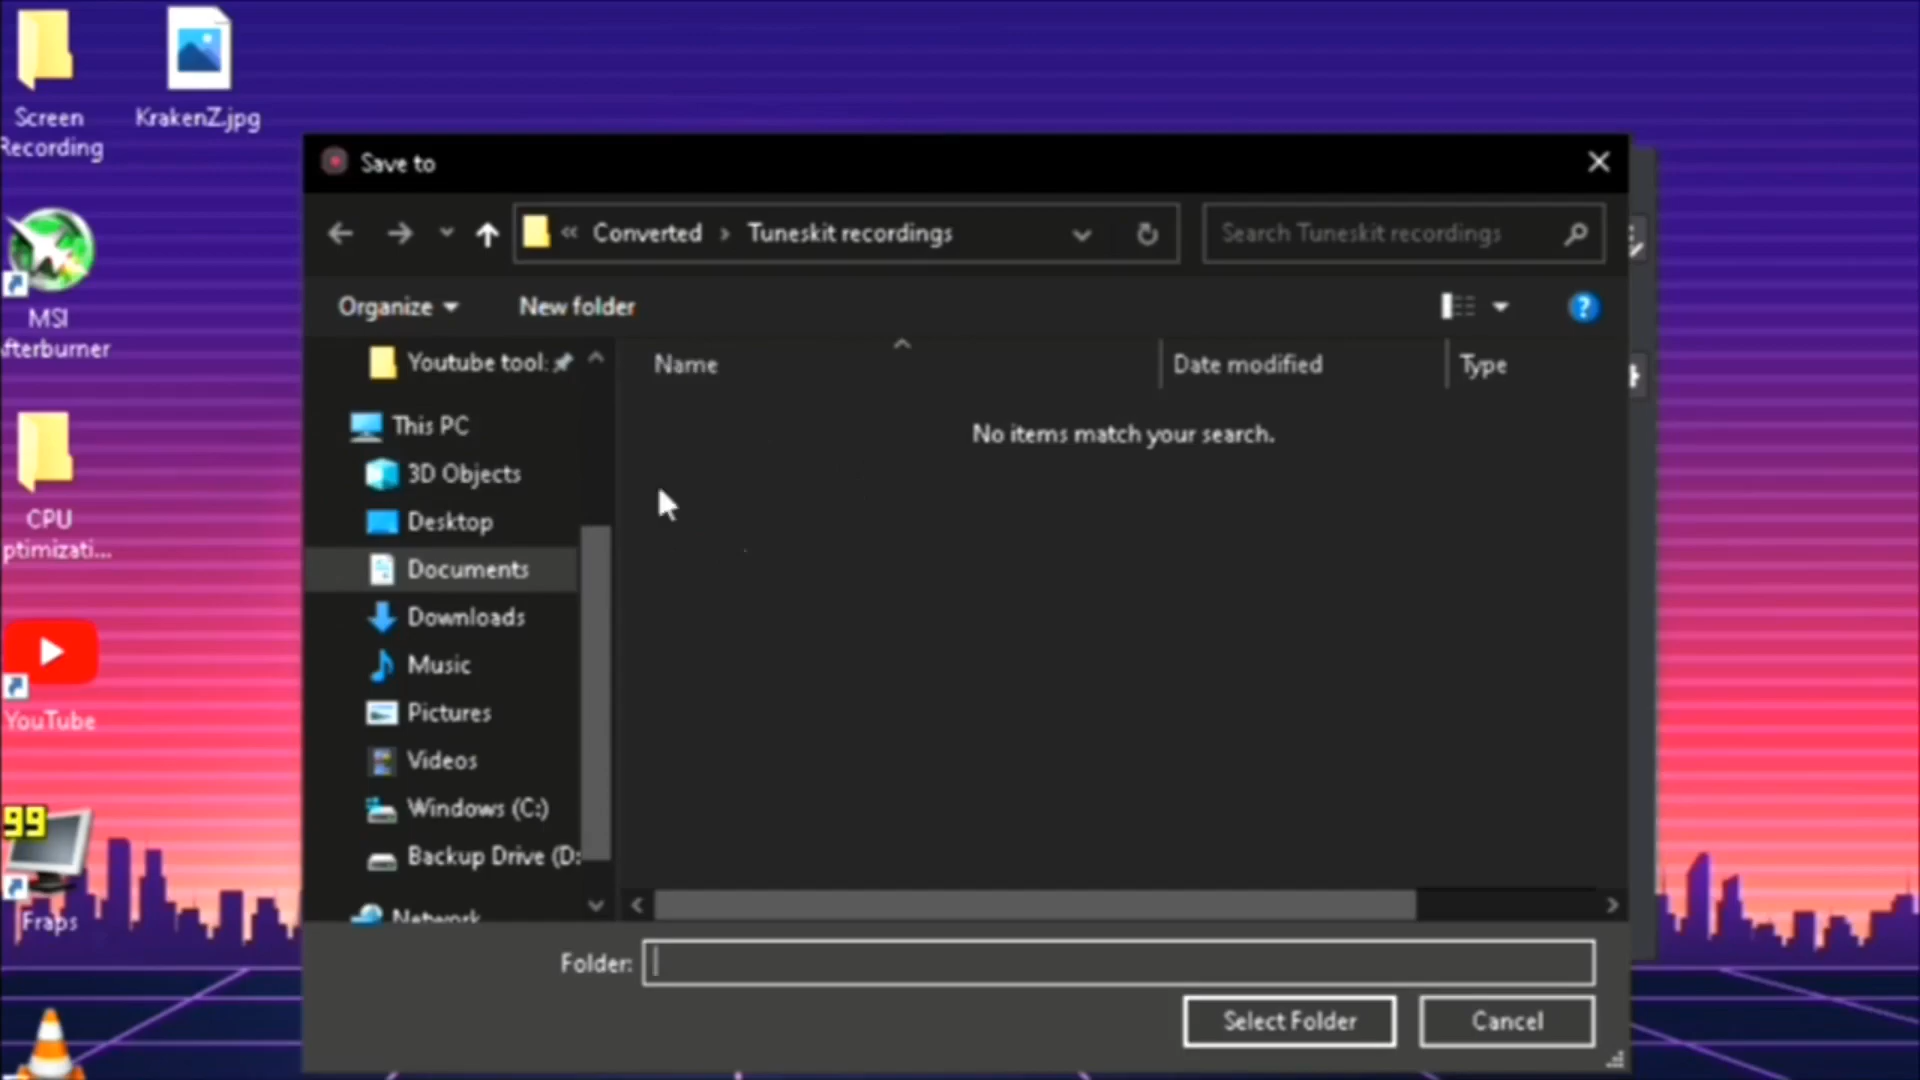 Screen
Recording
KrakenZ.jpg
MSI
fterburner
CPU
ptimizati...
YouTube
99
Fraps
Save to
« Converted > Tuneskit recordings
Search Tuneskit recordings
Organize
New folder
?
Youtube tool:
This PC
3D Objects
Desktop
Documents
Downloads
Music
Pictures
Videos
Windows (C:)
Backup Drive (D:
Network
Name
Date modified
Type
No items match your search.
Folder:
Select Folder
Cancel